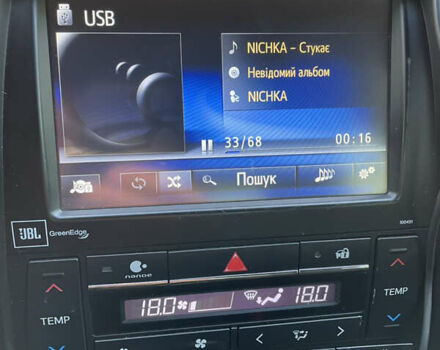 USB
NICHKA – Стукає
Невідомий альбом
NICHKA
33/68
00:16
Пошук
JBL GreenEdge
100431
nanoe
18.0
18.0
TEMP
TEMP